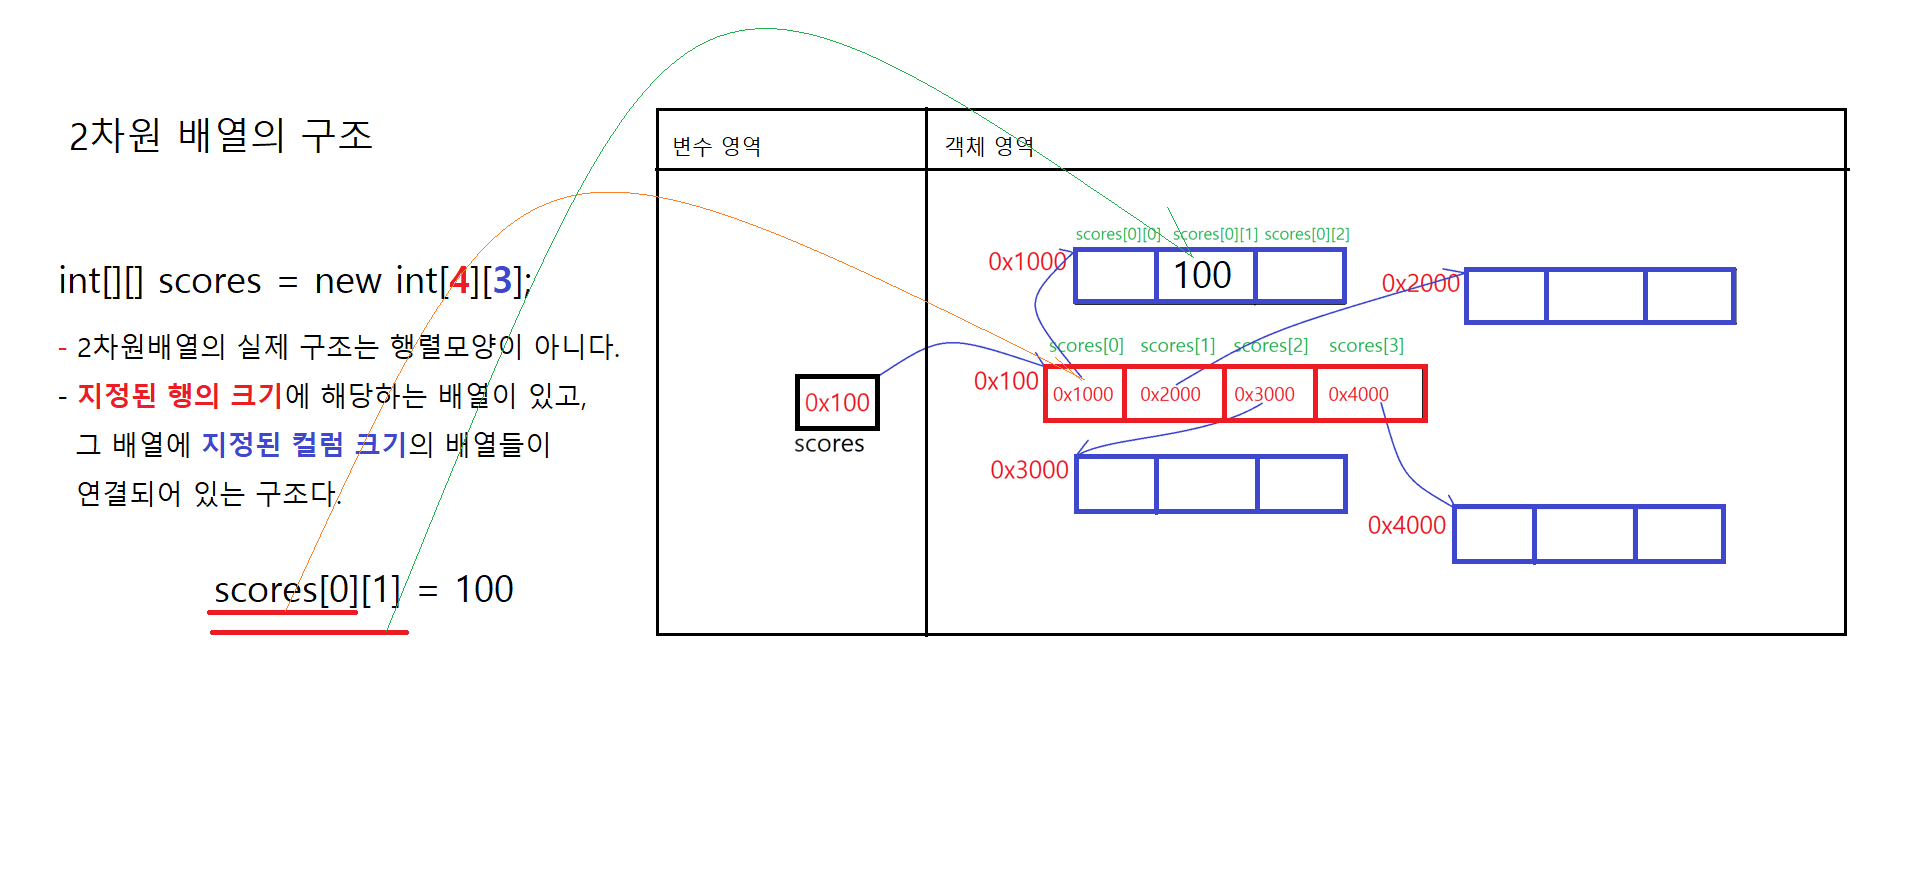 2차원 배열의 구조
int[][] scores = new int[4][3];
- 2차원배열의 실제 구조는 행렬모양이 아니다.
- 지정된 행의 크기에 해당하는 배열이 있고,
그 배열에 지정된 컬럼 크기의 배열들이
연결되어 있는 구조다.
scores[0][1] = 100
변수 영역
객체 영역
scores[0][0] scores[0][1] scores[0][2]
0x1000
100
0x2000
scores[0] scores[1] scores[2] scores[3]
0x100
0x1000 0x2000 0x3000 0x4000
0x100
scores
0x3000
0x4000